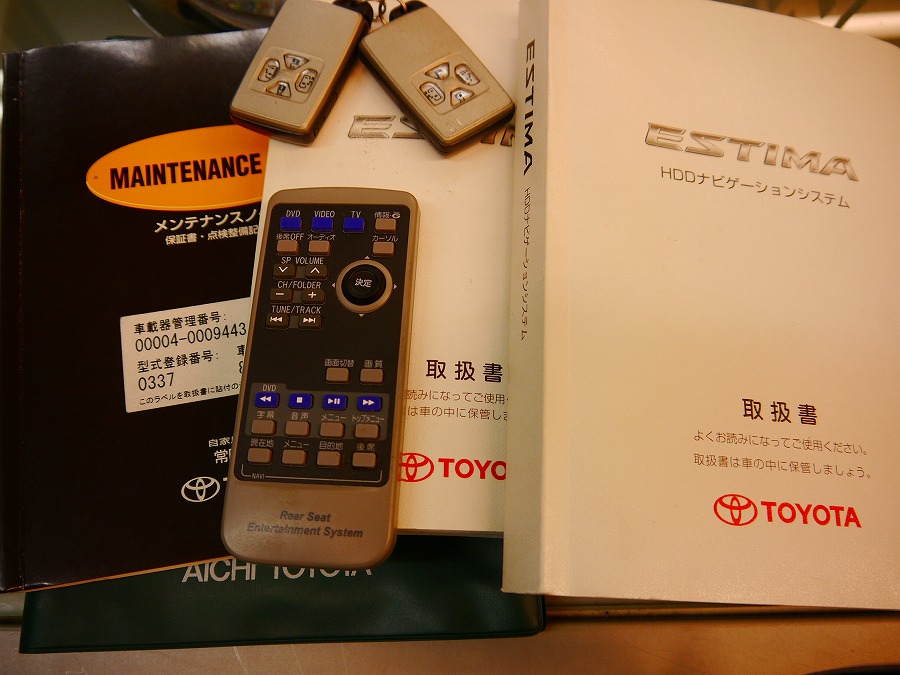 MAINTENANCE
メンテナンスノ
保証書・点検整備記
車載器管理番号:
00004-0009443
型式登録番号:
0337
このラベルを取扱書に貼付の
自家
常
AICHI TOYOTA
DVD VIDEO TV 情報・G
後席OFF オーディオ カーソル
SP VOLUME
決定
CH/FOLDER
TUNE/TRACK
画面切替 画質
DVD
字幕 音声 メニュー トップメニュー
現在地 メニュー 目的地 後席
NAVI
Rear Seat
Entertainment System
取扱書
読みになってご使用くだ
は車の中に保管しま
TOYO
ESTIMA HDDナビゲーションシステム
ESTIMA
HDDナビゲーションシステム
取扱書
よくお読みになってご使用ください。
取扱書は車の中に保管しましょう。
TOYOTA